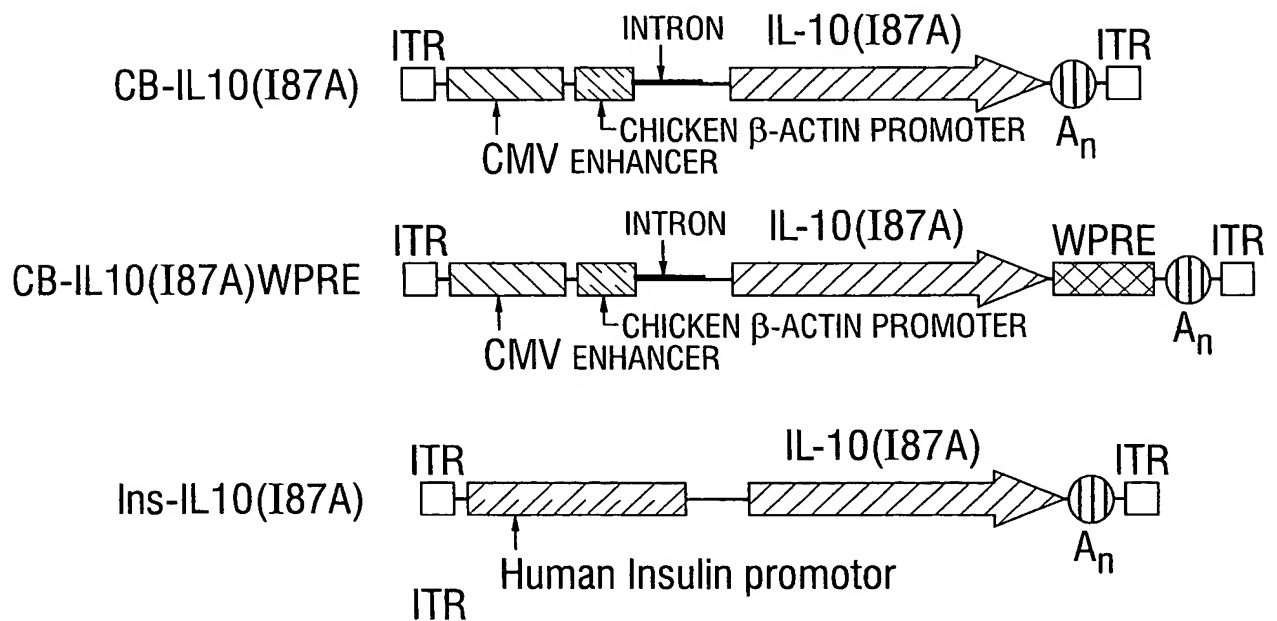 INTRON
IL-10(I87A)
ITR
ITR
CB-IL10(I87A)
CHICKEN β-ACTIN PROMOTER
An
CMV ENHANCER
INTRON
IL-10(I87A)
ITR
WPRE
ITR
CB-IL10(I87A)WPRE
CHICKEN β-ACTIN PROMOTER
An
CMV ENHANCER
IL-10(I87A)
ITR
ITR
Ins-IL10(I87A)
An
Human Insulin promotor
ITR